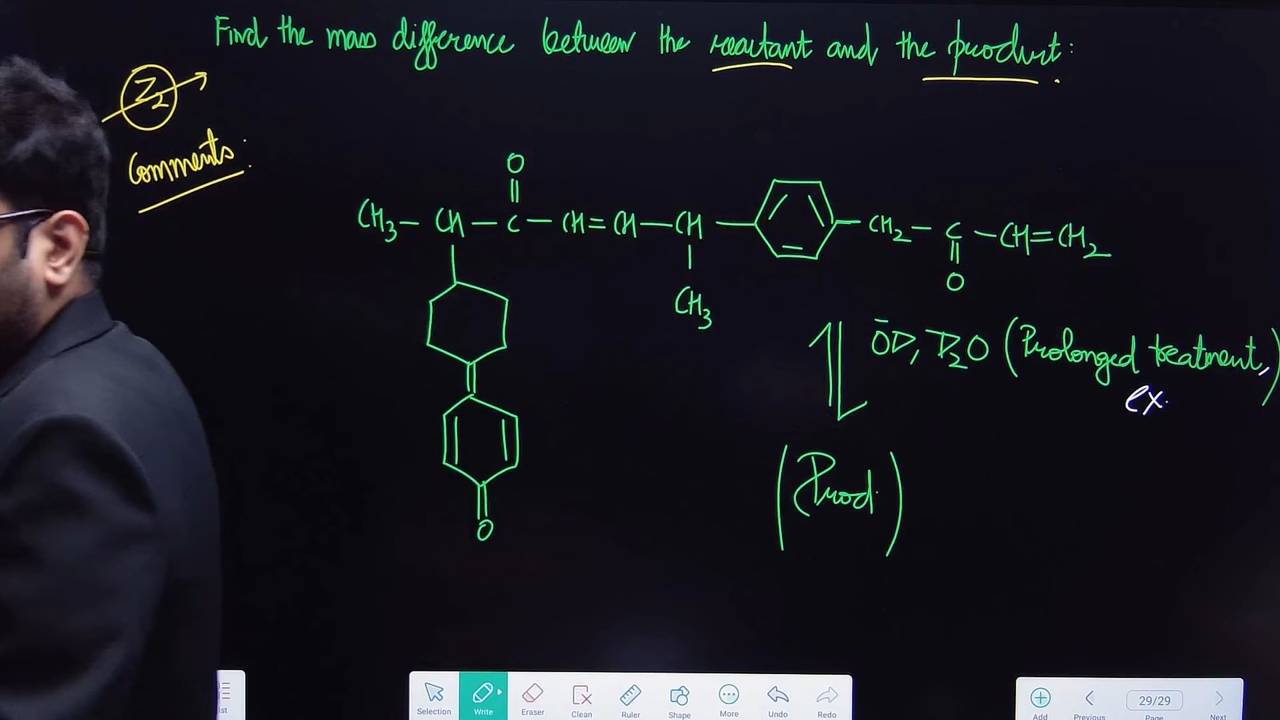 Find the mass difference between the reactant and the product:
Z2
Comments:
O
CH3 - CH - C - CH = CH - CH - CH2 - C - CH = CH2
O
CH3
ŌD, D2O (Prolonged treatment,
ex.
(Prod.)
O
Selection
Write
Eraser
Clean
Ruler
Shape
More
Undo
Redo
Add
Previous
29/29
Page
Next